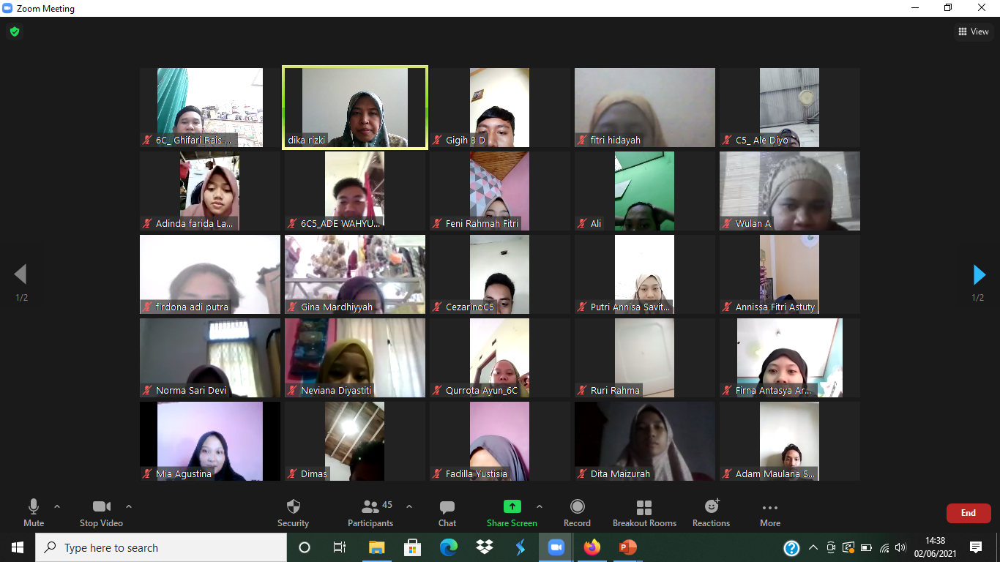 Zoom Meeting
View
6C_ Ghifari Rais ...
dika rizki
Gigih B D
fitri hidayah
C5_ Ale Diyo
Adinda farida La...
6C5_ADE WAHYU...
Feni Rahmah Fitri
Ali
Wulan A
1/2
1/2
firdona adi putra
Gina Mardhiyyah
CezarinoC5
Putri Annisa Savit...
Annissa Fitri Astuty
Norma Sari Devi
Neviana Diyastiti
Qurrota Ayun_6C
Ruri Rahma
Firna Antasya Ar...
Mia Agustina
Dimas
Fadilla Yustisia
Dita Maizurah
Adam Maulana S...
Mute
Stop Video
Security
Participants
45
Chat
Share Screen
Record
Breakout Rooms
Reactions
More
End
Type here to search
14:38
02/06/2021